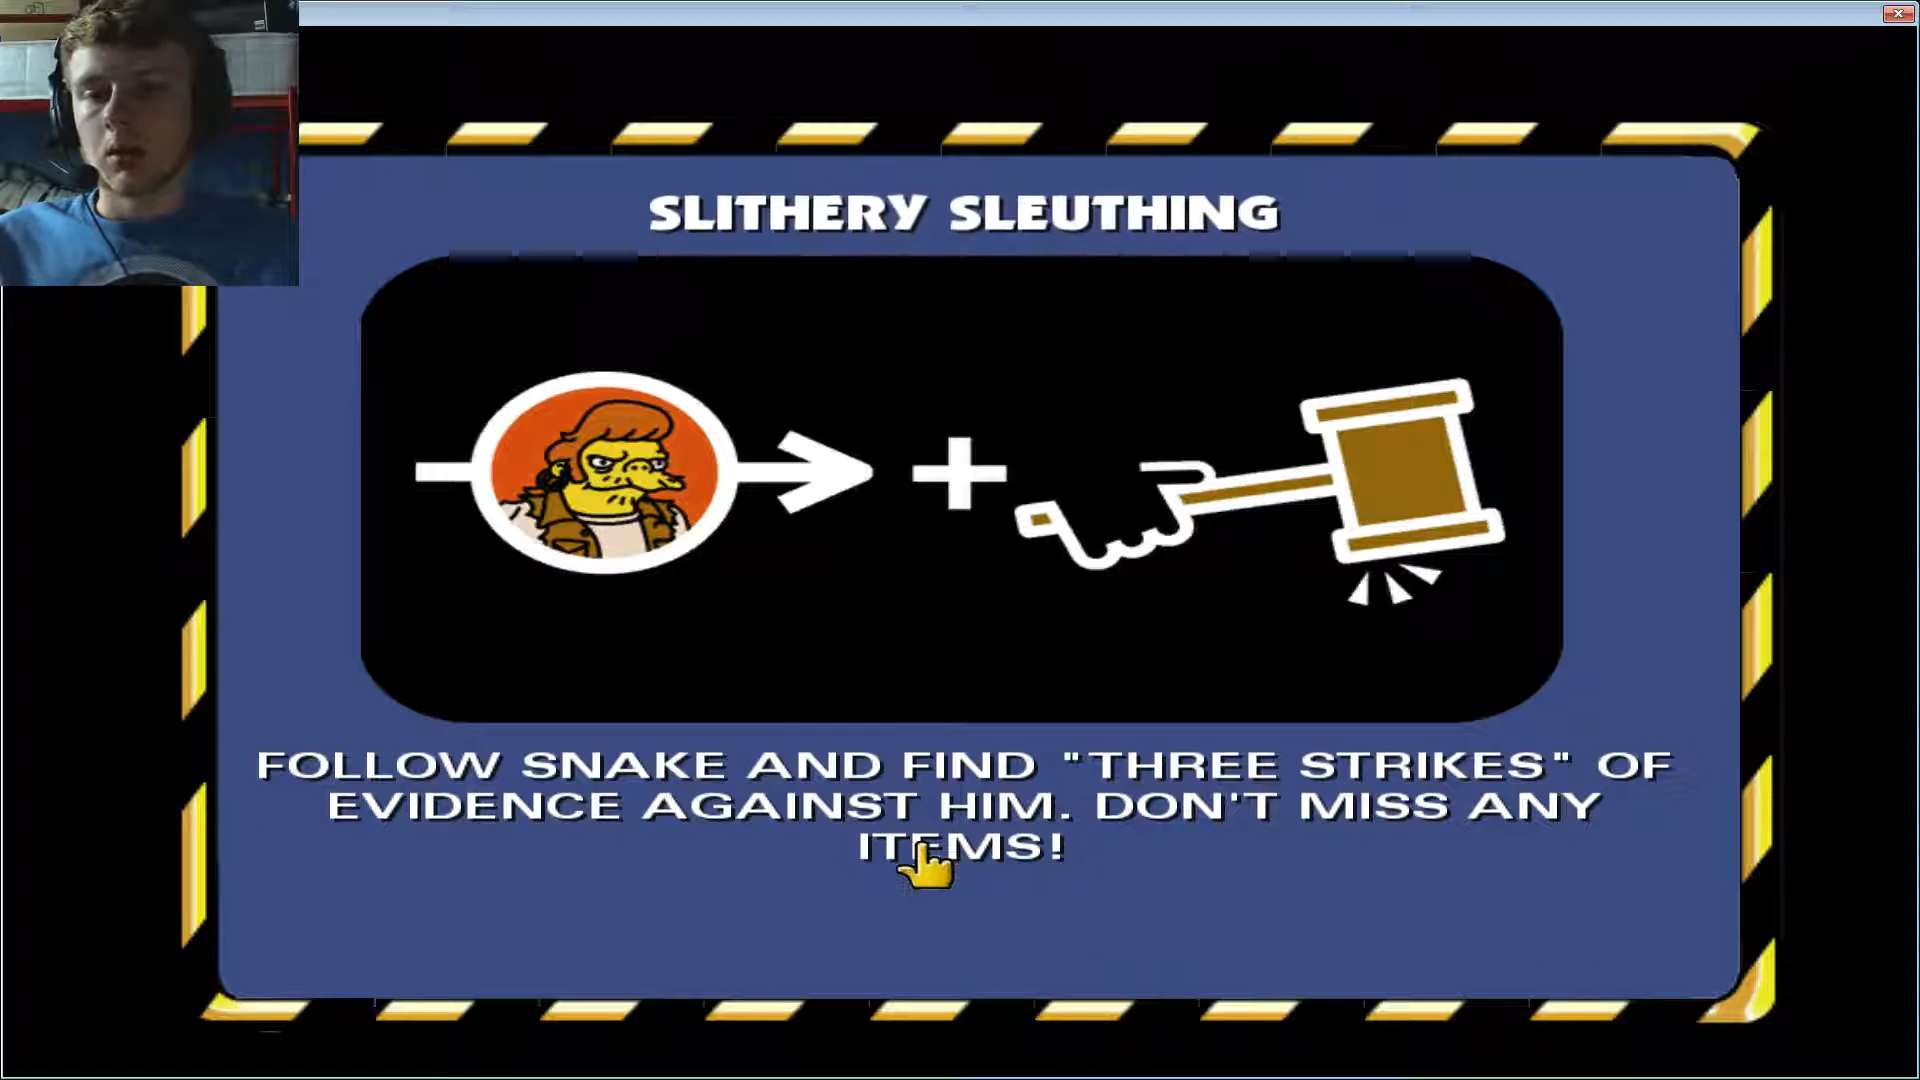 SLITHERY SLEUTHING
FOLLOW SNAKE AND FIND "THREE STRIKES" OF
EVIDENCE AGAINST HIM. DON'T MISS ANY
ITEMS!